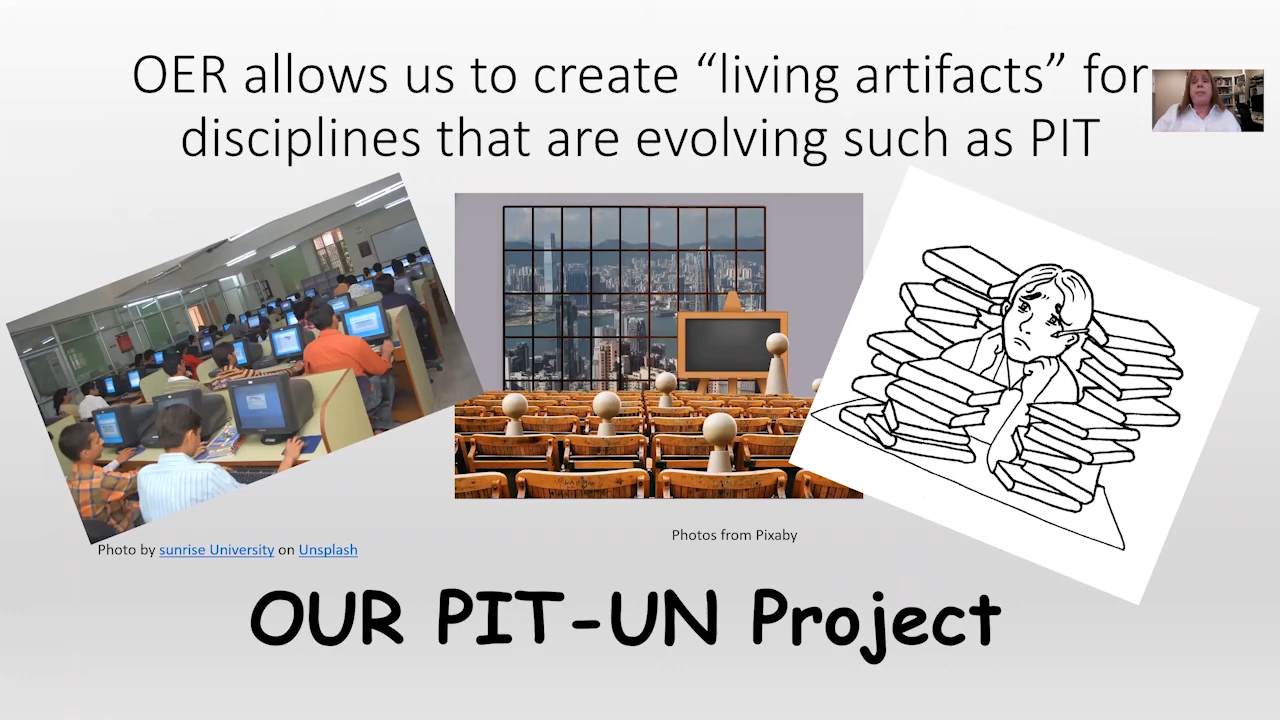 OER allows us to create “living artifacts” for
disciplines that are evolving such as PIT
Photos from Pixaby
Photo by sunrise University on Unsplash
OUR PIT-UN Project